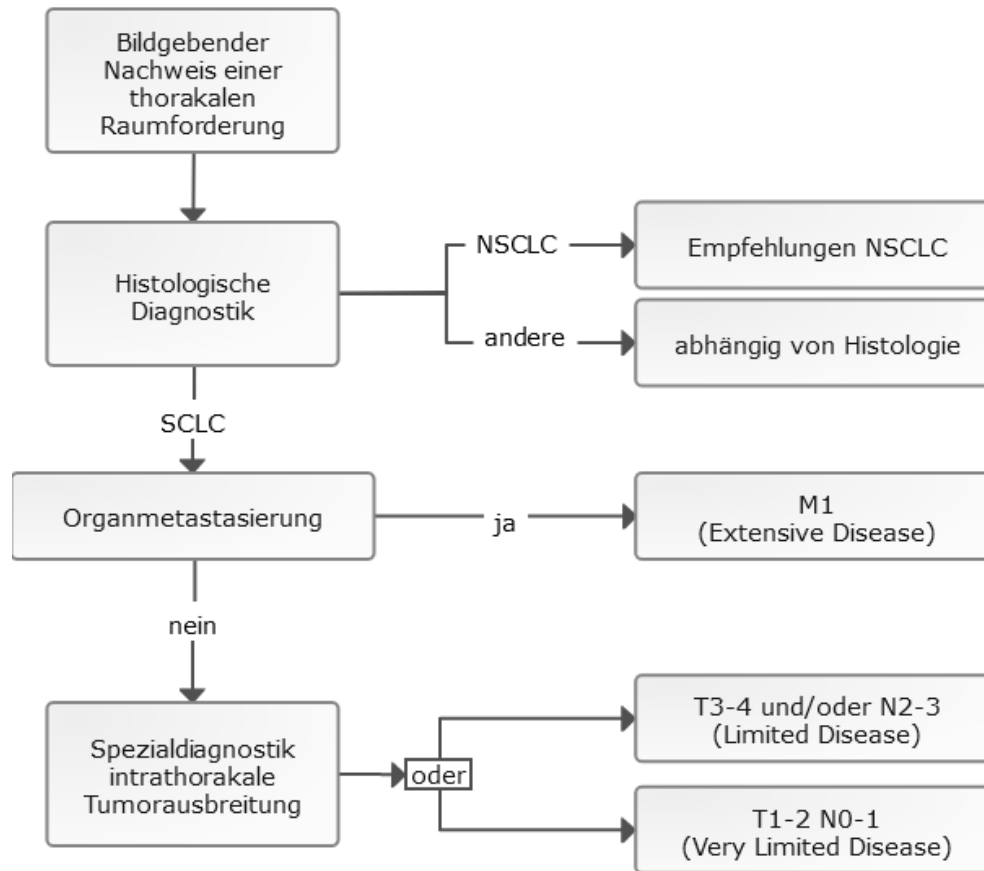 Bildgebender
Nachweis einer
thorakalen
Raumforderung
Histologische
Diagnostik
NSCLC
Empfehlungen NSCLC
andere
abhängig von Histologie
SCLC
Organmetastasierung
ja
M1
(Extensive Disease)
nein
Spezialdiagnostik
intrathorakale
Tumorausbreitung
oder
T3-4 und/oder N2-3
(Limited Disease)
T1-2 N0-1
(Very Limited Disease)